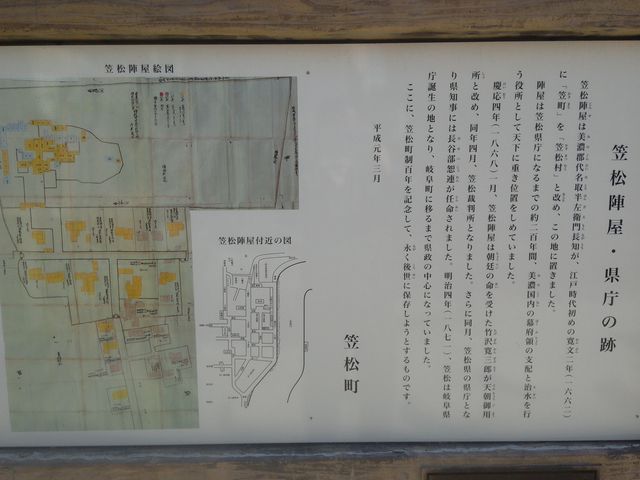 笠松陣屋・県庁の跡
笠松陣屋は美濃郡代名取半左衛門長知が、江戸時代初めの寛文二年(一六六二)
に「笠町」を「笠松村」と改め、この地に置きました。
陣屋は笠松県庁になるまでの約二百年間、美濃国内の幕府領の支配と治水を行
う役所として天下に重き位置をしめていました。
慶応四年(一八六八)一月、笠松陣屋は朝廷の命を受けた竹沢寛三郎が天朝御用
所と改め、同年四月、笠松裁判所となりました。さらに同月、笠松県の県庁とな
り県知事には長谷部恕連が任命されました。明治四年(一八七一)、笠松は岐阜県
庁誕生の地となり、岐阜町に移るまで県政の中心になっていました。
ここに、笠松町制百年を記念して、永く後世に保存しようとするものです。
平成元年三月
笠松町
笠松陣屋絵図
笠松陣屋付近の図